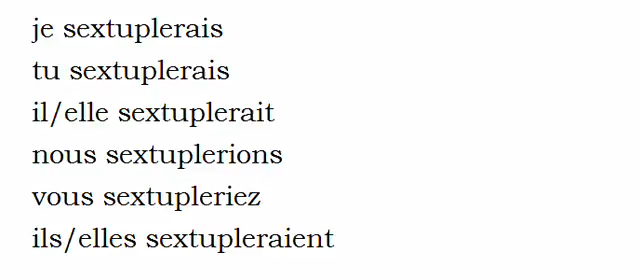 je sextuplerais
tu sextuplerais
il/elle sextuplerait
nous sextuplerions
vous sextupleriez
ils/elles sextupleraient